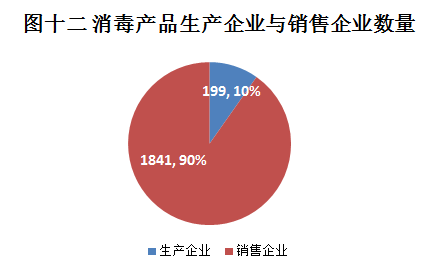 图十二 消毒产品生产企业与销售企业数量
199, 10%
1841, 90%
生产企业
销售企业